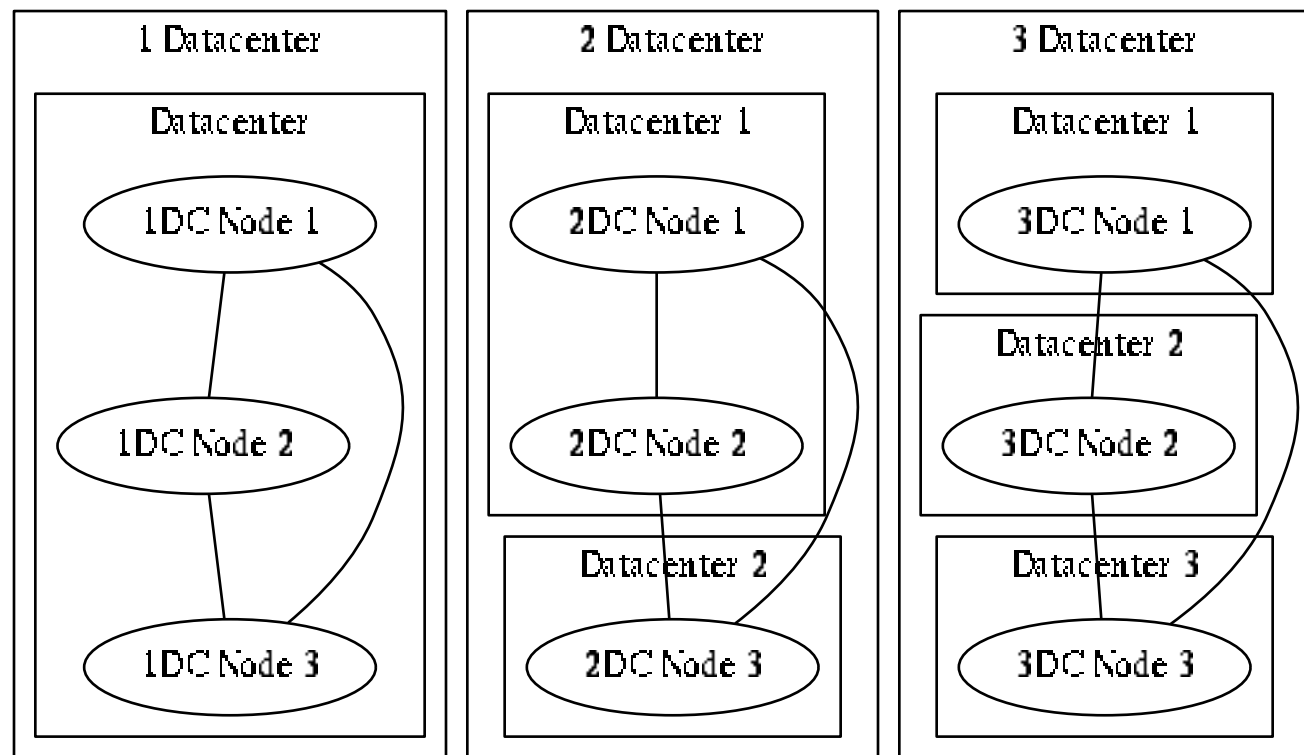 1 Datacenter
Datacenter
1DC Node 1
1DC Node 2
1DC Node 3
2 Datacenter
Datacenter 1
2DC Node 1
2DC Node 2
Datacenter 2
2DC Node 3
3 Datacenter
Datacenter 1
3DC Node 1
Datacenter 2
3DC Node 2
Datacenter 3
3DC Node 3